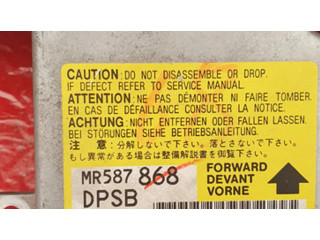 CAUTION: DO NOT DISASSEMBLE OR DROP.
IF DEFECT REFER TO SERVICE MANUAL.
ATTENTION: NE PAS DÉMONTER NI FAIRE TOMBER.
EN CAS DE DÉFAILLANCE CONSULTER LA NOTICE.
ACHTUNG: NICHT ENTFERNEN ODER FALLEN LASSEN.
BEI STÖRUNGEN SIEHE BETRIEBSANLEITUNG.
注 意: 分解しないで下さい。落とさないで下さい。
もし異常がある場合は整備解説書を御覧下さい。
MR587 868
DPSB
FORWARD
DEVANT
VORNE